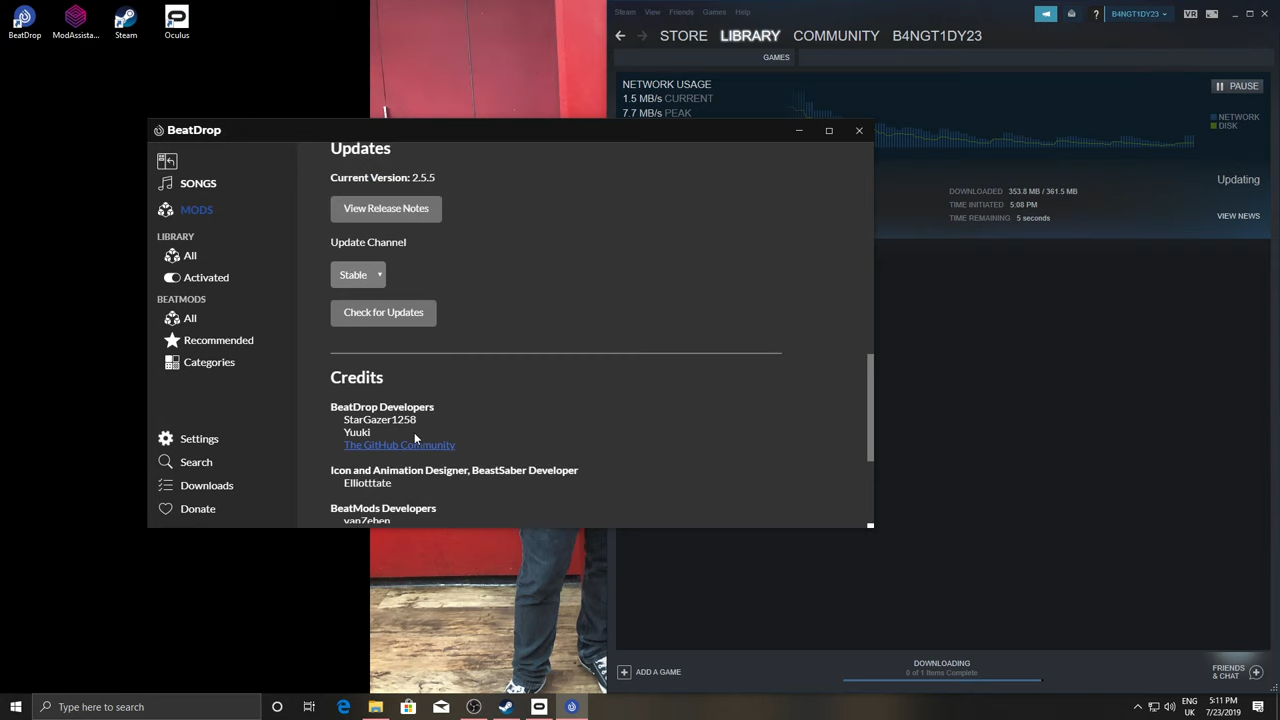 BeatDrop
ModAssista...
Steam
Oculus
Steam View Friends Games Help
B4NGT1DY23
VR
STORE LIBRARY COMMUNITY B4NGT1DY23
GAMES
NETWORK USAGE
1.5 MB/s CURRENT
7.7 MB/s PEAK
PAUSE
NETWORK
DISK
DOWNLOADED 353.8 MB / 361.5 MB
TIME INITIATED 5:08 PM
TIME REMAINING 5 seconds
Updating
VIEW NEWS
BeatDrop
SONGS
MODS
LIBRARY
All
Activated
BEATMODS
All
Recommended
Categories
Settings
Search
Downloads
Donate
Updates
Current Version: 2.5.5
View Release Notes
Update Channel
Stable
Check for Updates
Credits
BeatDrop Developers
StarGazer1258
Yuuki
The GitHub Community
Icon and Animation Designer, BeastSaber Developer
Elliotttate
BeatMods Developers
vanZeben
ADD A GAME
DOWNLOADING
0 of 1 Items Complete
FRIENDS
& CHAT
Type here to search
ENG
UK
5:11 PM
7/23/2019